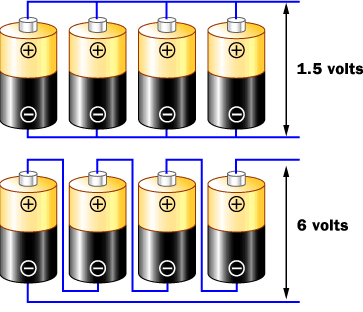 + + + +
1.5 volts
− − − −
+ + + +
6 volts
− − − −